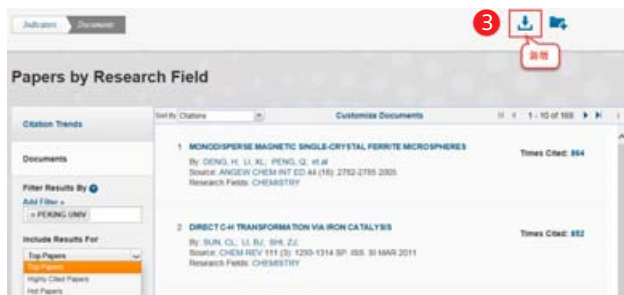 Indicators
Documents
3
新增
Papers by Research Field
Citation Trends
Sort By: Citations
Customize Documents
1 - 10 of 168
Documents
1 MONODISPERSE MAGNETIC SINGLE-CRYSTAL FERRITE MICROSPHERES
Times Cited: 864
By: DENG, H; LI, XL; PENG, Q; et.al
Source: ANGEW CHEM INT ED 44 (18): 2782-2785 2005
Research Fields: CHEMISTRY
Filter Results By
Add Filter »
× PEKING UNIV
2 DIRECT C-H TRANSFORMATION VIA IRON CATALYSIS
Times Cited: 852
By: SUN, CL; LI, BJ; SHI, ZJ;
Source: CHEM REV 111 (3): 1293-1314 SP. ISS. SI MAR 2011
Research Fields: CHEMISTRY
Include Results For
Top Papers
Top Papers
Highly Cited Papers
Hot Papers